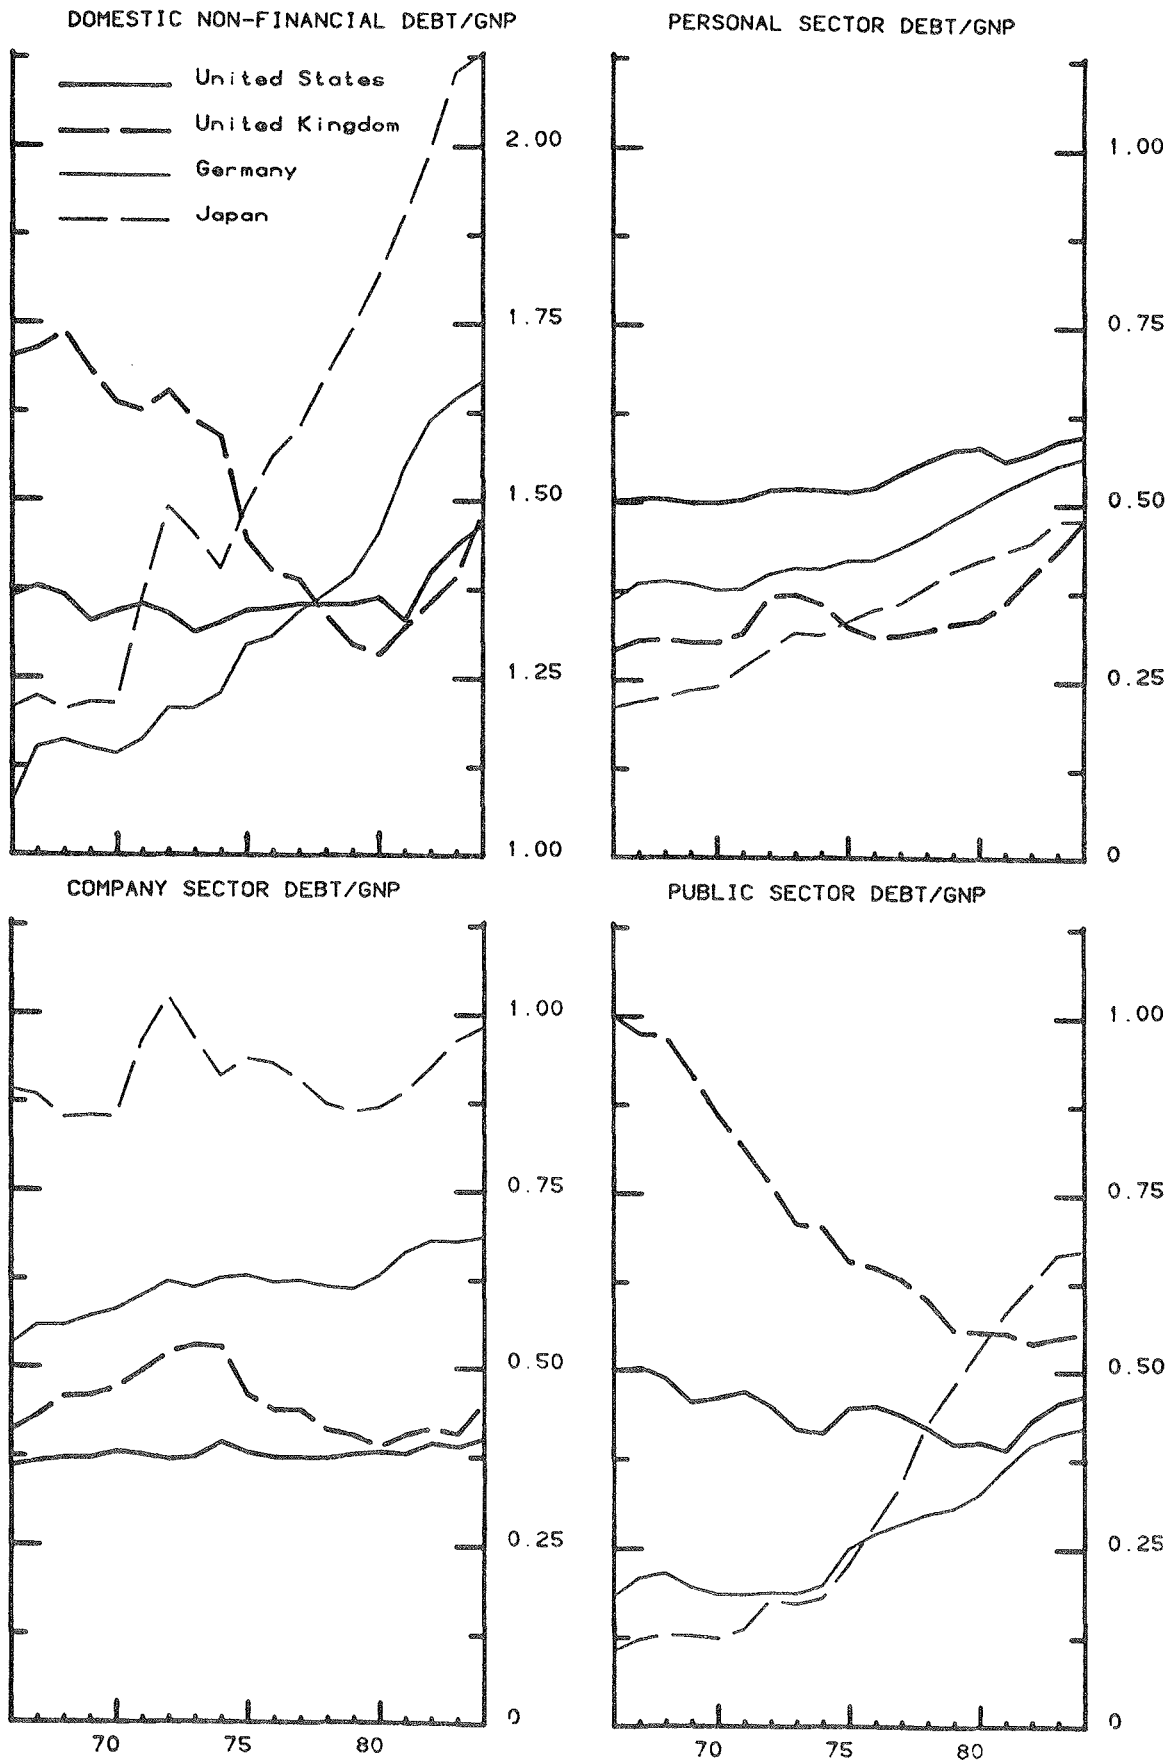 DOMESTIC NON-FINANCIAL DEBT/GNP
United States
United Kingdom
Germany
Japan
2.00
1.75
1.50
1.25
1.00
PERSONAL SECTOR DEBT/GNP
1.00
0.75
0.50
0.25
0
COMPANY SECTOR DEBT/GNP
1.00
0.75
0.50
0.25
0
70 75 80
PUBLIC SECTOR DEBT/GNP
1.00
0.75
0.50
0.25
0
70 75 80